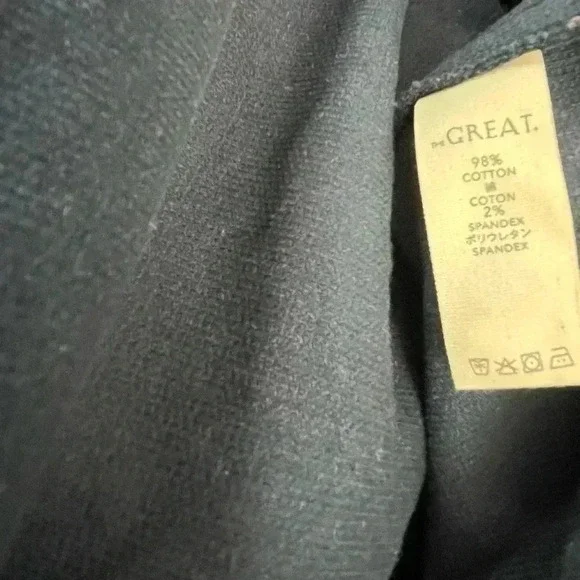 THE GREAT.
98%
COTTON
綿
COTON
2%
SPANDEX
ポリウレタン
SPANDEX